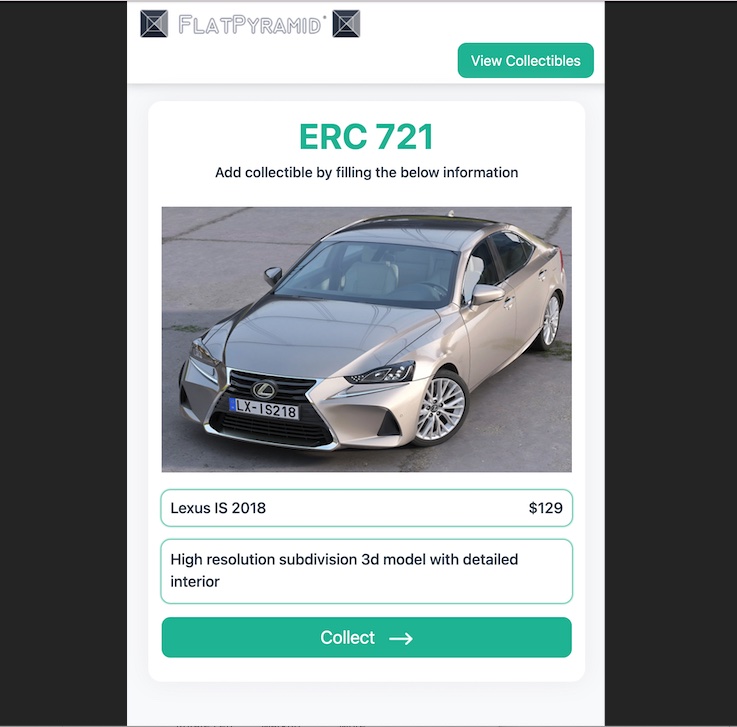 FLATPYRAMID®
View Collectibles
ERC 721
Add collectible by filling the below information
LX-IS218
Lexus IS 2018 $129
High resolution subdivision 3d model with detailed
interior
Collect →